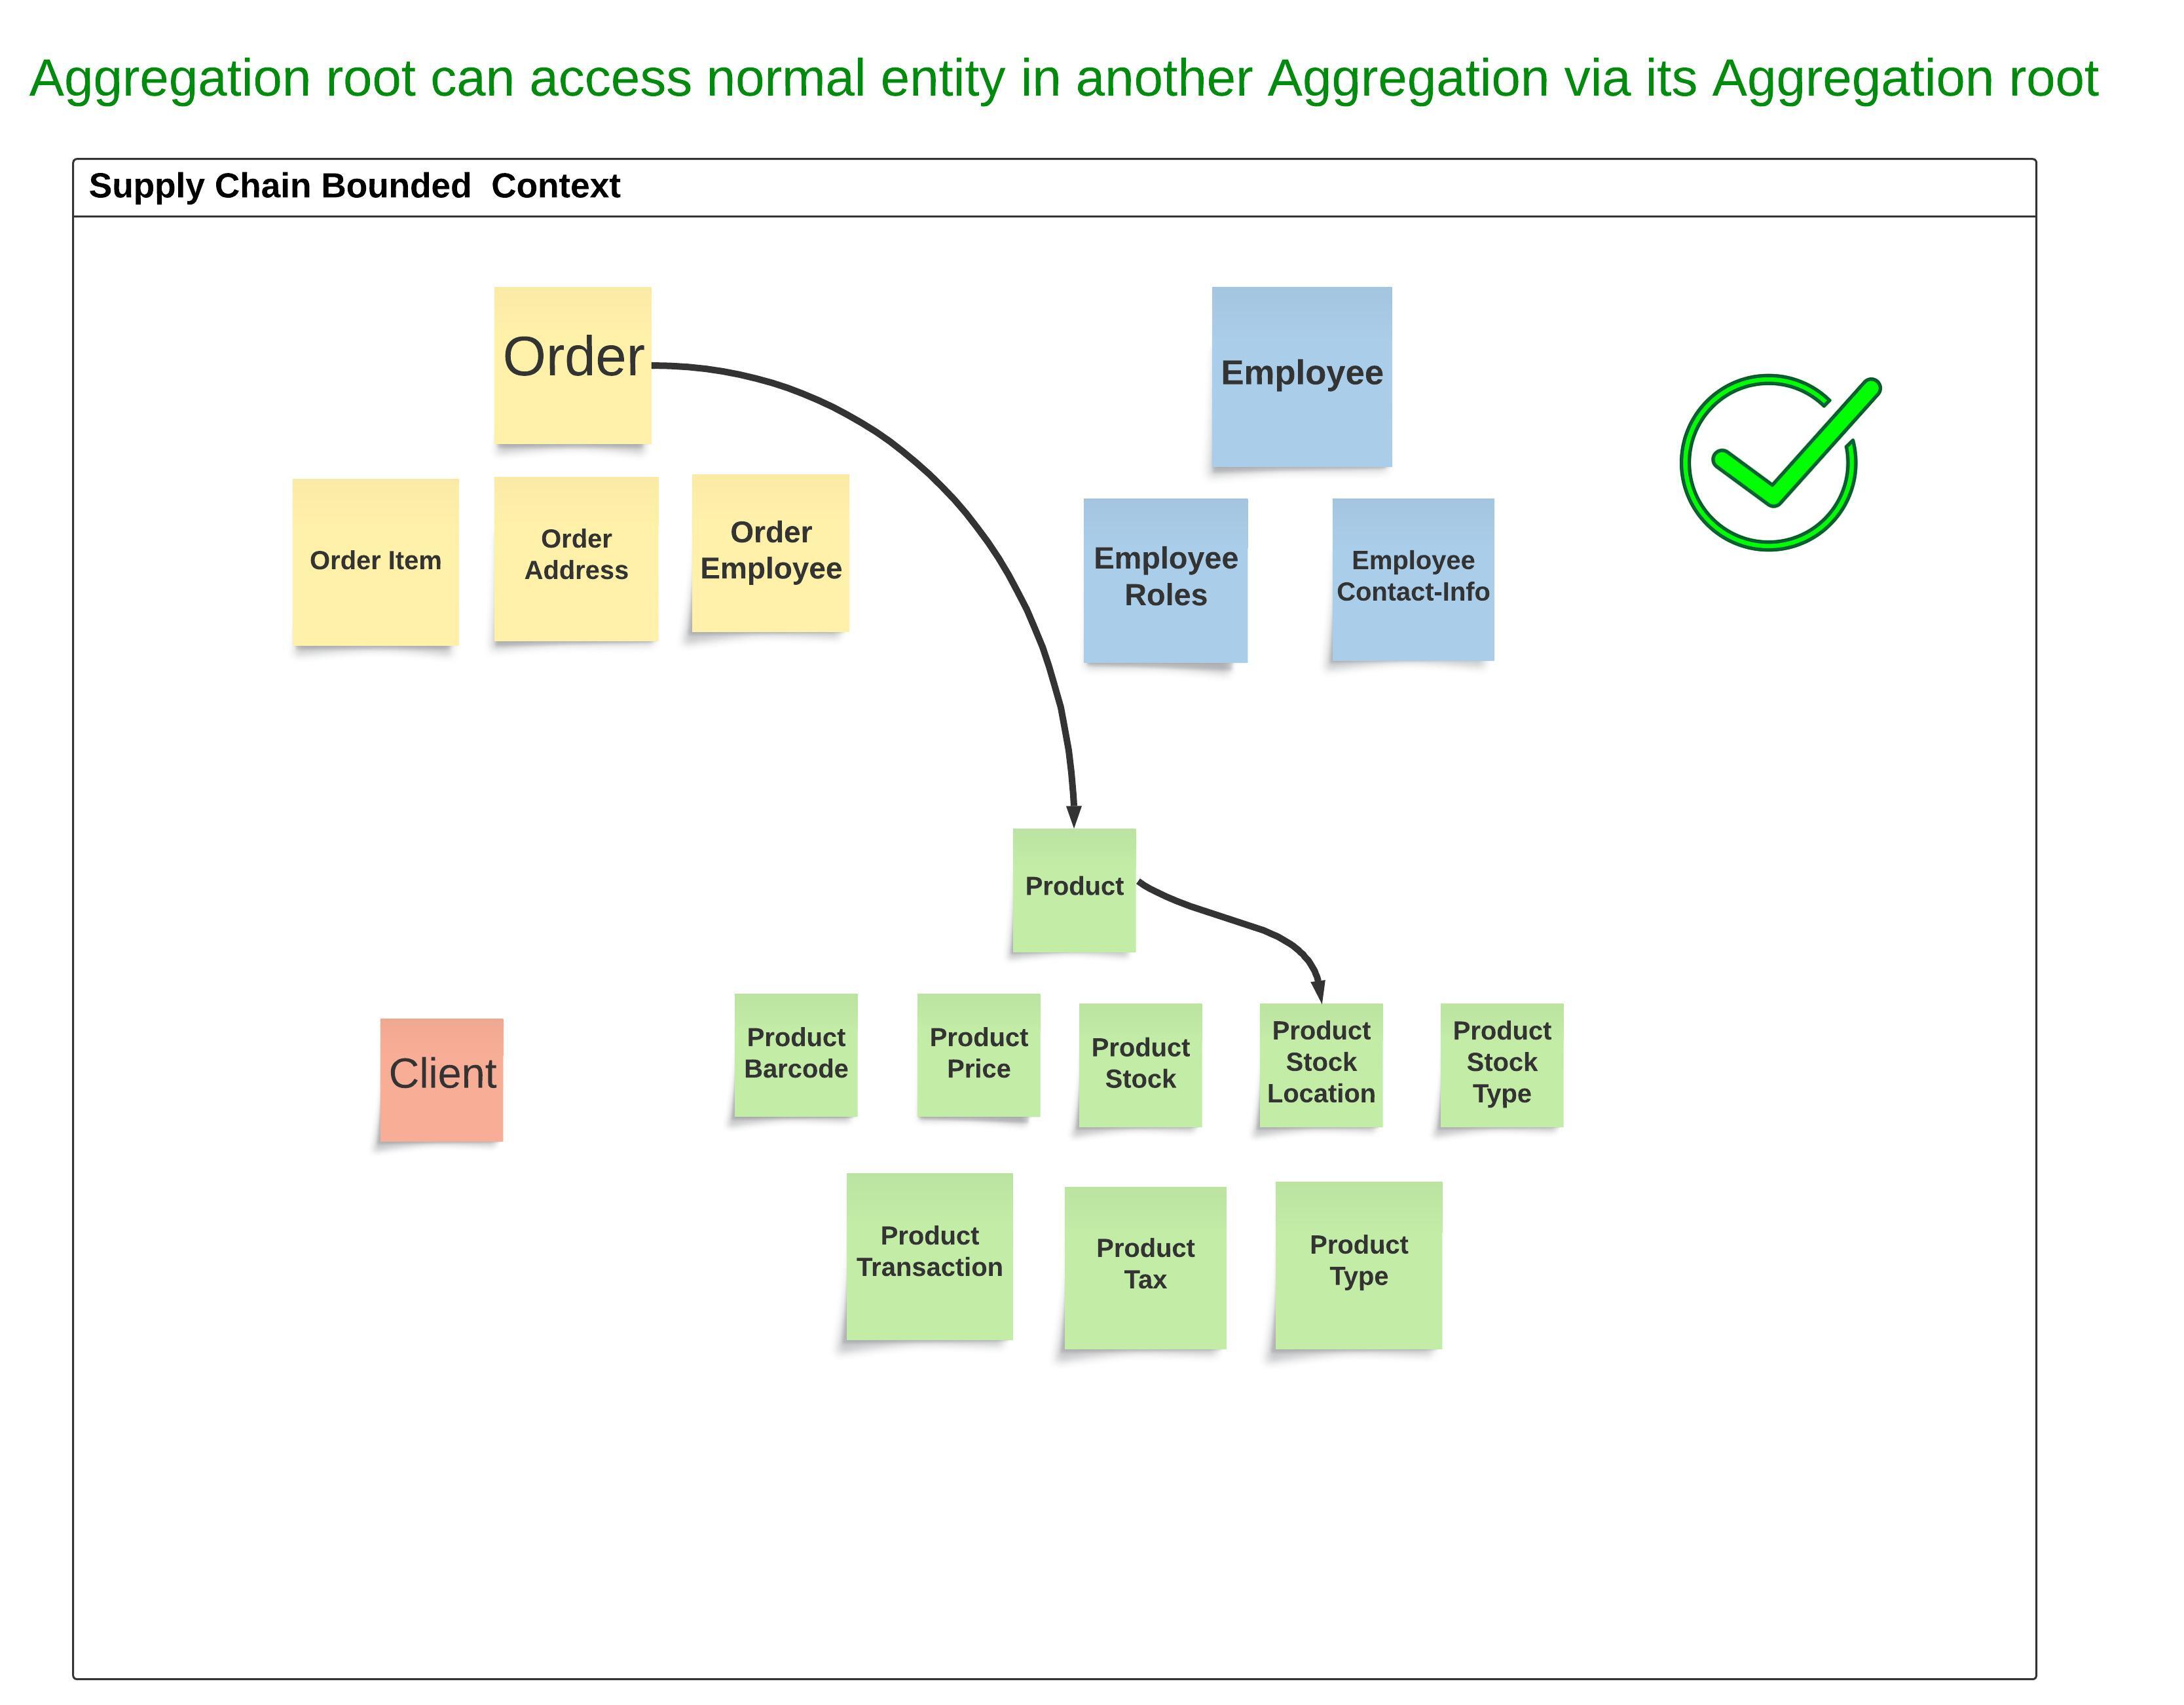 Aggregation root can access normal entity in another Aggregation via its Aggregation root
Supply Chain Bounded  Context
Order
Employee
Order Item
Order
Address
Order
Employee
Employee
Roles
Employee
Contact-Info
Product
Client
Product
Barcode
Product
Price
Product
Stock
Product
Stock
Location
Product
Stock
Type
Product
Transaction
Product
Tax
Product
Type